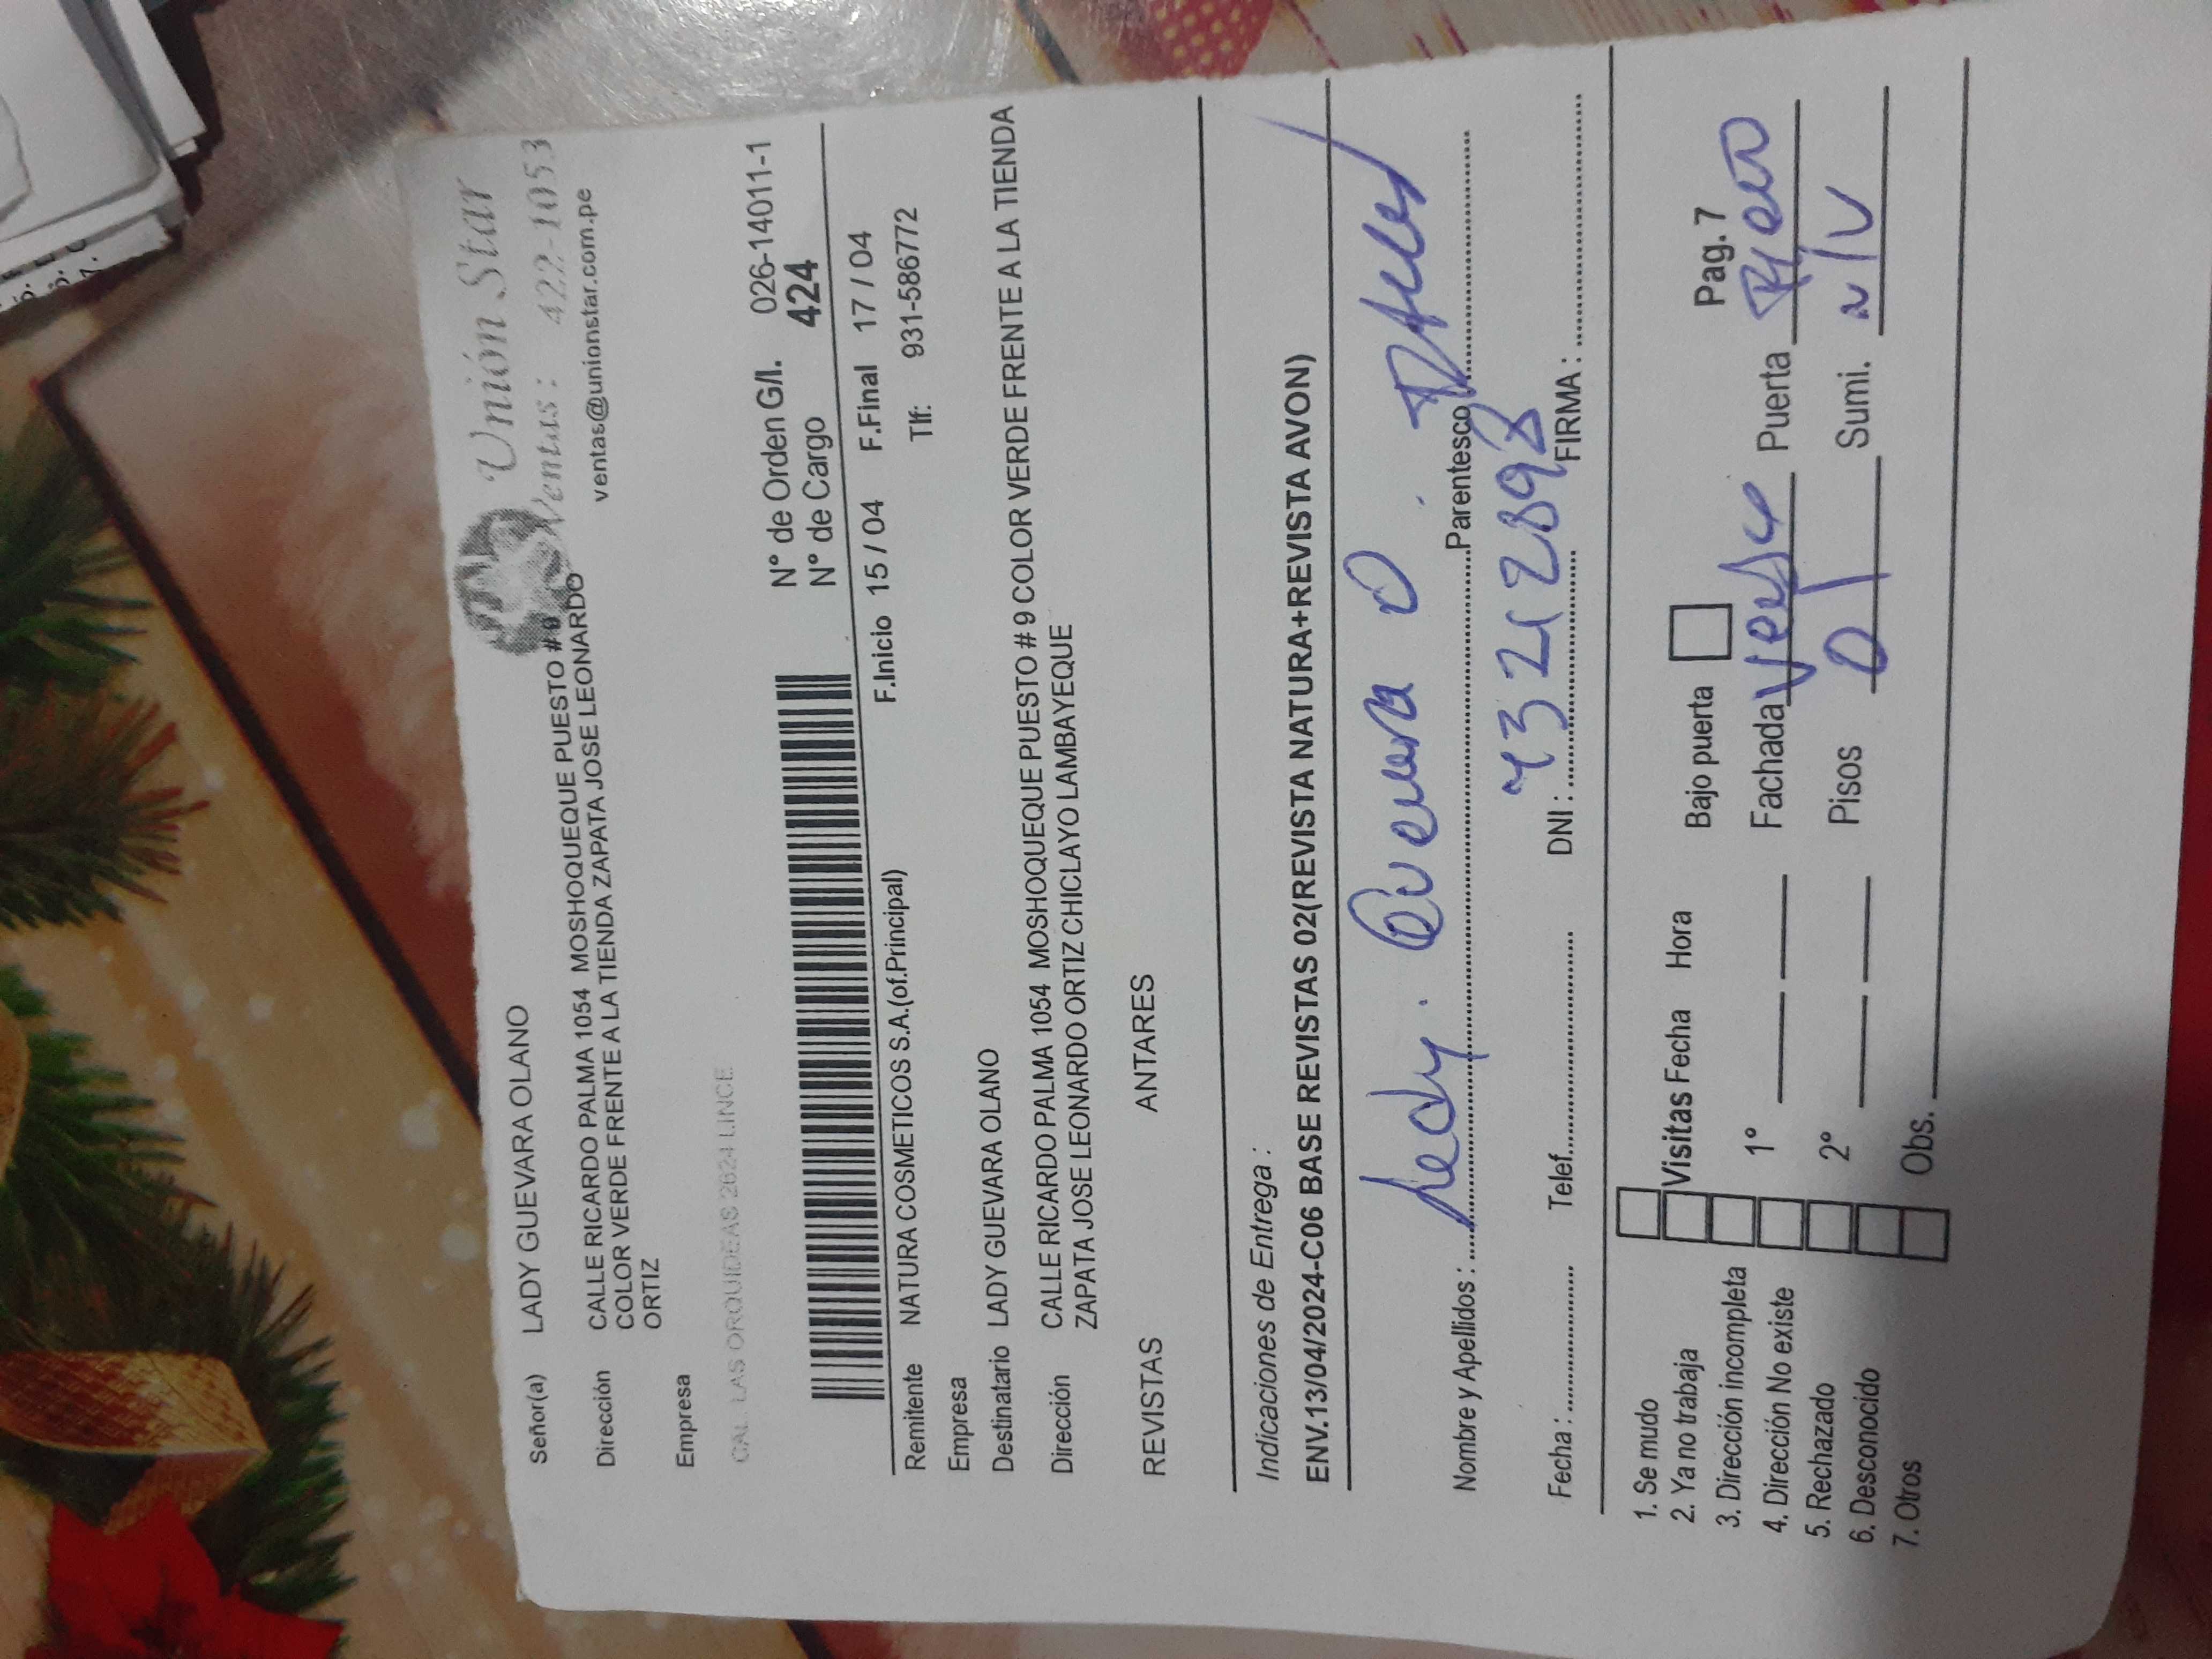 Unión Star
Ventas: 422-1053
ventas@unionstar.com.pe
Señor(a) LADY GUEVARA OLANO
Dirección CALLE RICARDO PALMA 1054 MOSHOQUEQUE PUESTO # 9
COLOR VERDE FRENTE A LA TIENDA ZAPATA JOSE LEONARDO
ORTIZ
Empresa
CAL. LAS ORQUIDEAS 2624 LINCE
N° de Orden G/l. 026-14011-1
N° de Cargo 424
F.Inicio 15 / 04 F.Final 17 / 04
Remitente NATURA COSMETICOS S.A.(of.Principal) Tlf: 931-586772
Empresa
Destinatario LADY GUEVARA OLANO
Dirección CALLE RICARDO PALMA 1054 MOSHOQUEQUE PUESTO # 9 COLOR VERDE FRENTE A LA TIENDA
ZAPATA JOSE LEONARDO ORTIZ CHICLAYO LAMBAYEQUE
REVISTAS ANTARES
Indicaciones de Entrega :
ENV.13/04/2024-C06 BASE REVISTAS 02(REVISTA NATURA+REVISTA AVON)
Nombre y Apellidos : Parentesco
Fecha : Telef. DNI : FIRMA :
1. Se mudo
2. Ya no trabaja
3. Dirección incompleta
4. Dirección No existe
5. Rechazado
6. Desconocido
7. Otros
Visitas Fecha Hora Bajo puerta Pag. 7
1° Fachada Puerta
2° Pisos Sumi.
Obs.